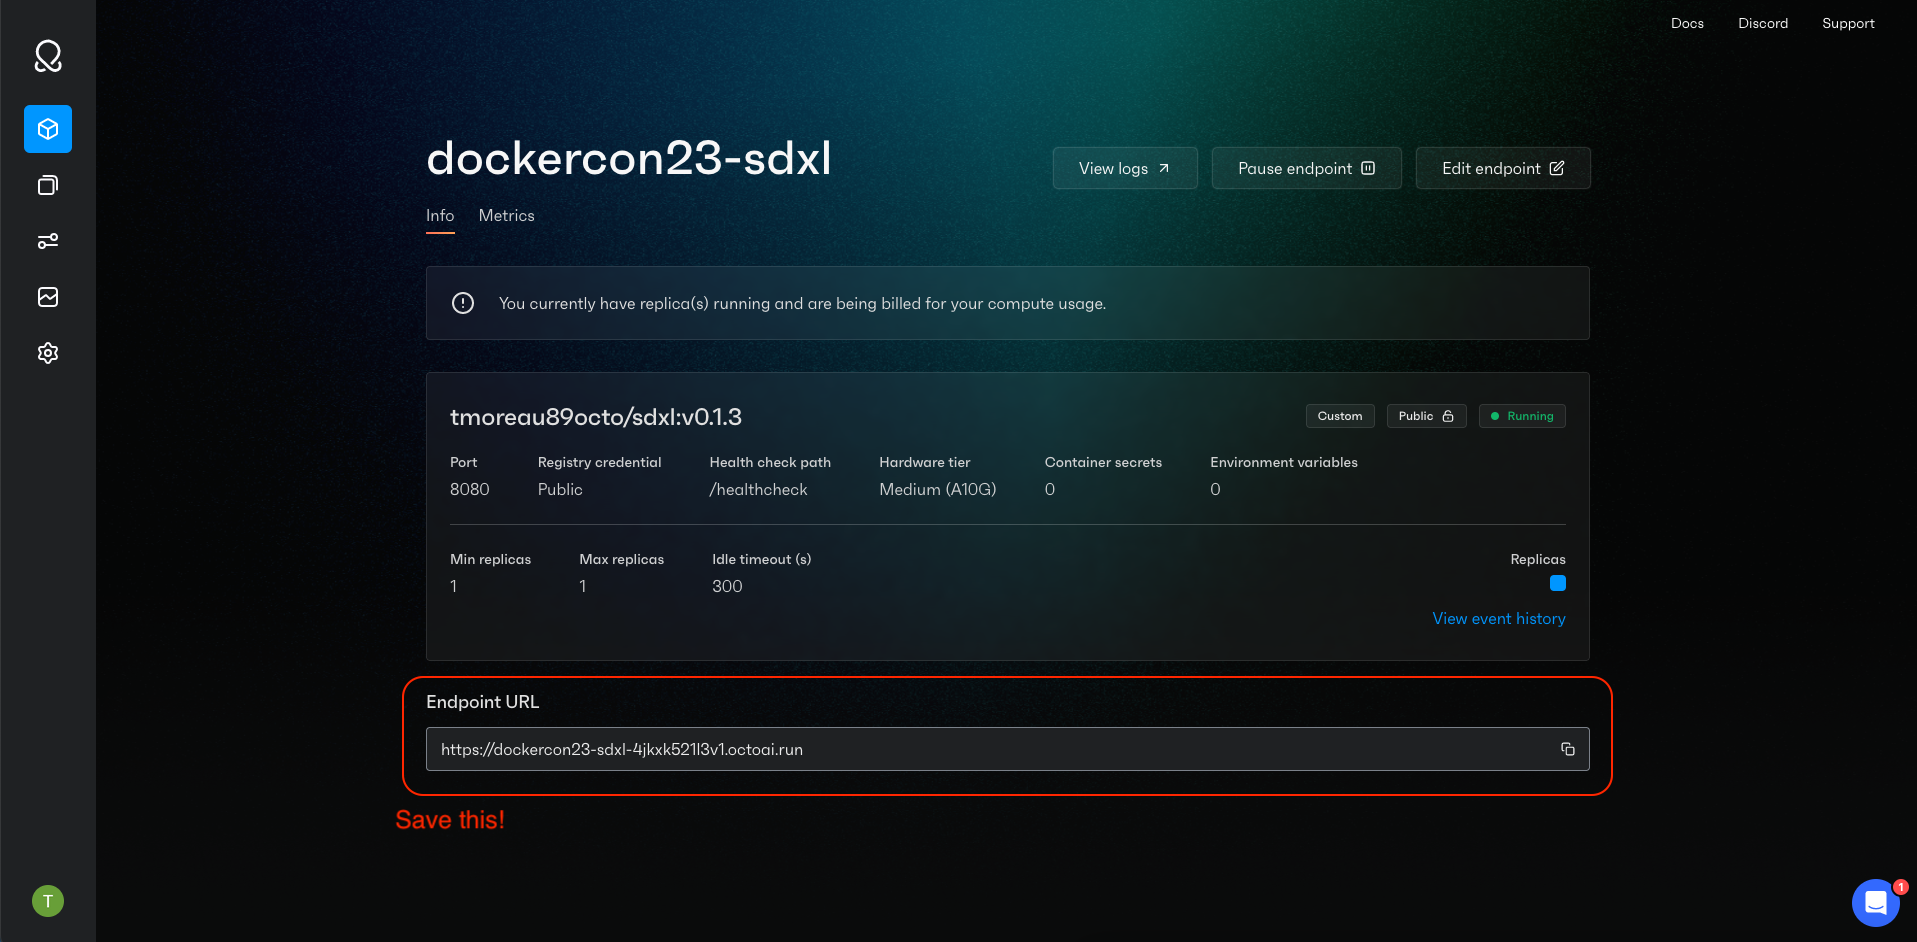 Docs Discord Support
dockercon23-sdxl
View logs Pause endpoint Edit endpoint
Info Metrics
You currently have replica(s) running and are being billed for your compute usage.
tmoreau89octo/sdxl:v0.1.3
Custom Public Running
Port Registry credential Health check path Hardware tier Container secrets Environment variables
8080 Public /healthcheck Medium (A10G) 0 0
Min replicas Max replicas Idle timeout (s) Replicas
1 1 300
View event history
Endpoint URL
https://dockercon23-sdxl-4jkxk521l3v1.octoai.run
Save this!
T
1